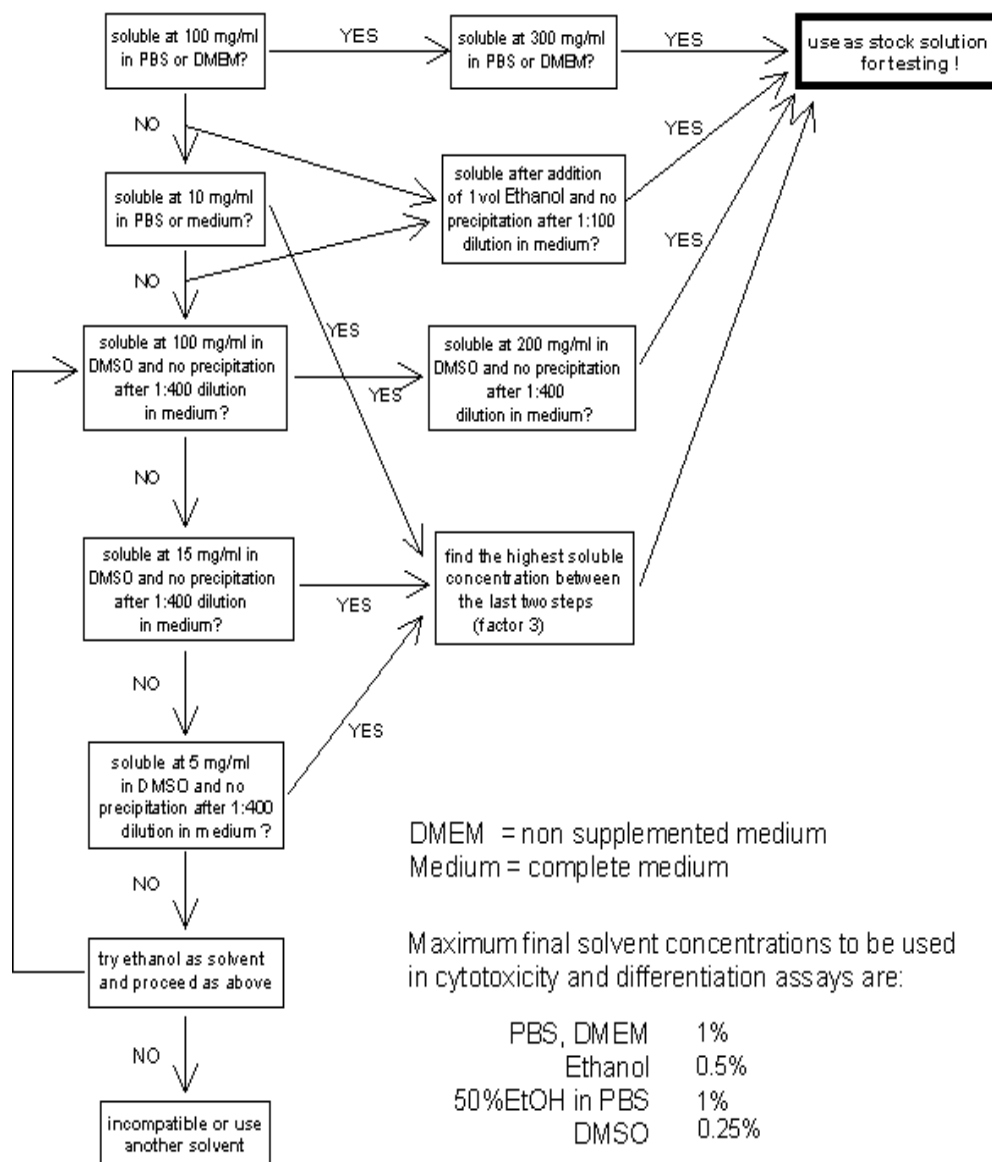 soluble at 100 mg/ml
in PBS or DMEM?
YES
soluble at 300 mg/ml
in PBS or DMEM?
YES
use as stock solution
for testing !
NO
YES
soluble at 10 mg/ml
in PBS or medium?
soluble after addition
of 1 vol Ethanol and no
precipitation after 1:100
dilution in medium?
YES
NO
YES
soluble at 100 mg/ml in
DMSO and no precipitation
after 1:400 dilution
in medium?
YES
soluble at 200 mg/ml in
DMSO and no precipitation
after 1:400
dilution in medium?
NO
soluble at 15 mg/ml in
DMSO and no precipitation
after 1:400 dilution
in medium?
YES
find the highest soluble
concentration between
the last two steps
(factor 3)
NO
YES
soluble at 5 mg/ml
in DMSO and no
precipitation after 1:400
dilution in medium ?
DMEM = non supplemented medium
Medium = complete medium
NO
try ethanol as solvent
and proceed as above
Maximum final solvent concentrations to be used
in cytotoxicity and differentiation assays are:
PBS, DMEM 1%
Ethanol 0.5%
50%EtOH in PBS 1%
DMSO 0.25%
NO
incompatible or use
another solvent